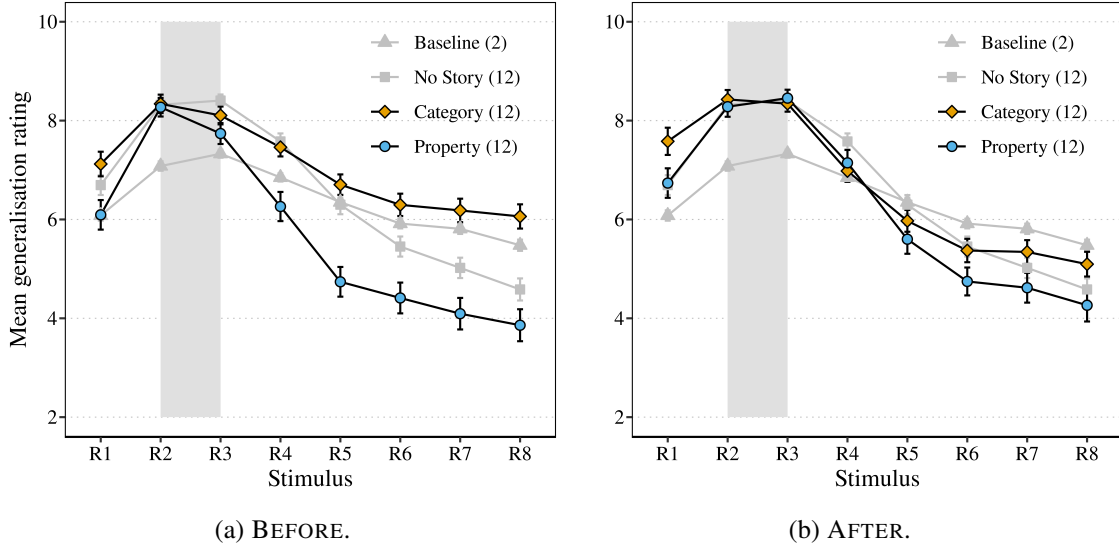 Mean generalisation rating
10
8
6
4
2
Baseline (2)
No Story (12)
Category (12)
Property (12)
R1 R2 R3 R4 R5 R6 R7 R8
Stimulus
(a) BEFORE.
10
8
6
4
2
Baseline (2)
No Story (12)
Category (12)
Property (12)
R1 R2 R3 R4 R5 R6 R7 R8
Stimulus
(b) AFTER.